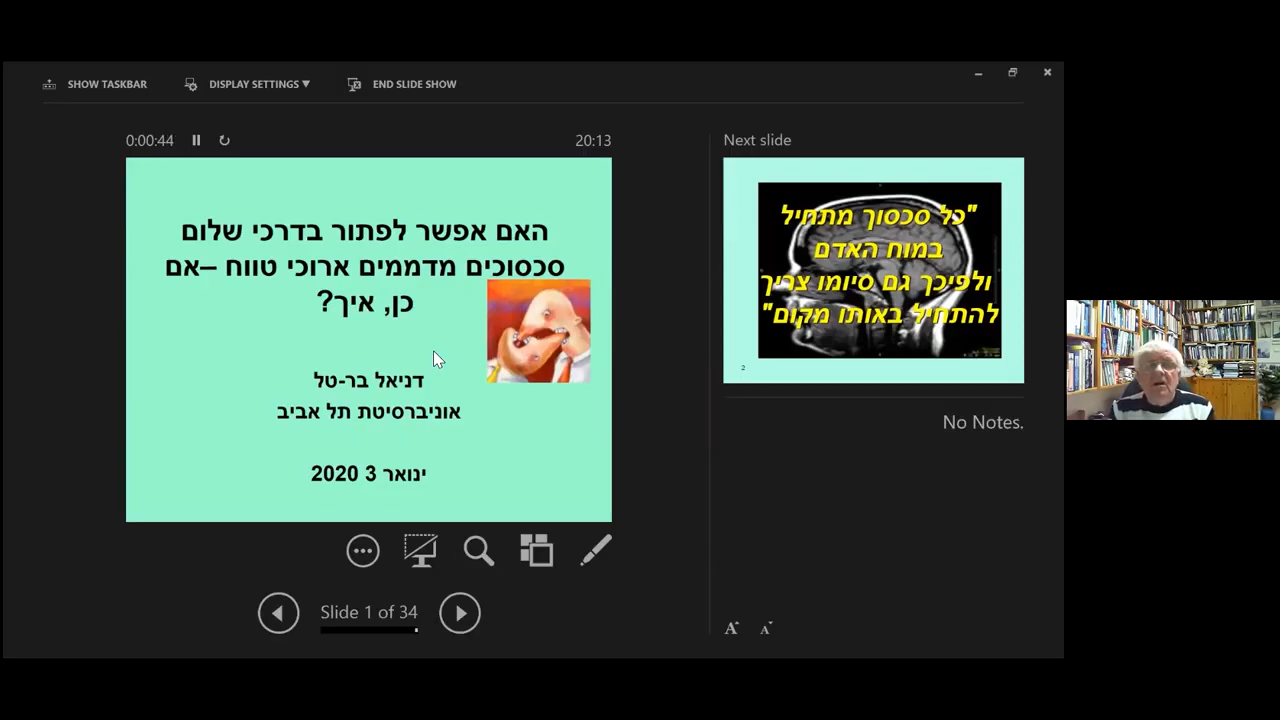 SHOW TASKBAR
DISPLAY SETTINGS ▼
END SLIDE SHOW
0:00:44
20:13
האם אפשר לפתור בדרכי שלום
סכסוכים מדממים ארוכי טווח –אם
כן, איך?
דניאל בר-טל
אוניברסיטת תל אביב
ינואר 3 2020
Slide 1 of 34
Next slide
"כל סכסוך מתחיל
במוח האדם
ולפיכך גם סיומו צריך
להתחיל באותו מקום"
2
No Notes.
A A